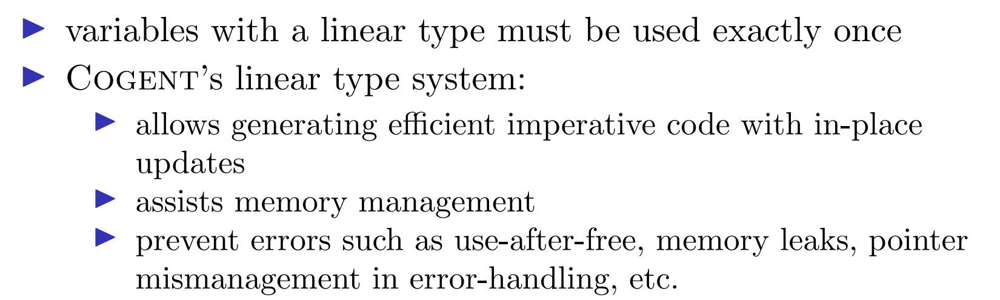 ▶ variables with a linear type must be used exactly once
▶ COGENT's linear type system:
▶ allows generating efficient imperative code with in-place
updates
▶ assists memory management
▶ prevent errors such as use-after-free, memory leaks, pointer
mismanagement in error-handling, etc.